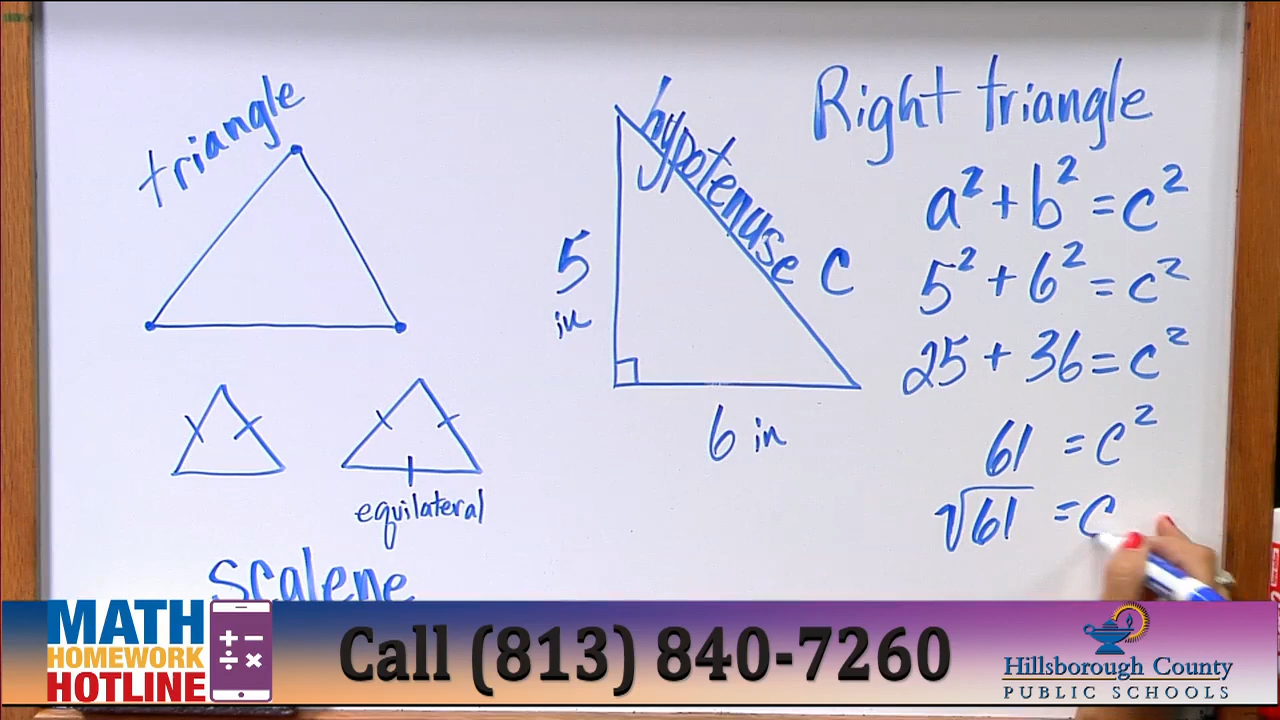 triangle
equilateral
scalene
hypotenuse C
5
in
6 in
Right triangle
a² + b² = c²
5² + 6² = c²
25 + 36 = c²
61 = c²
√61 = c
MATH
HOMEWORK
HOTLINE
+ −
÷ ×
Call (813) 840-7260
Hillsborough County
PUBLIC SCHOOLS